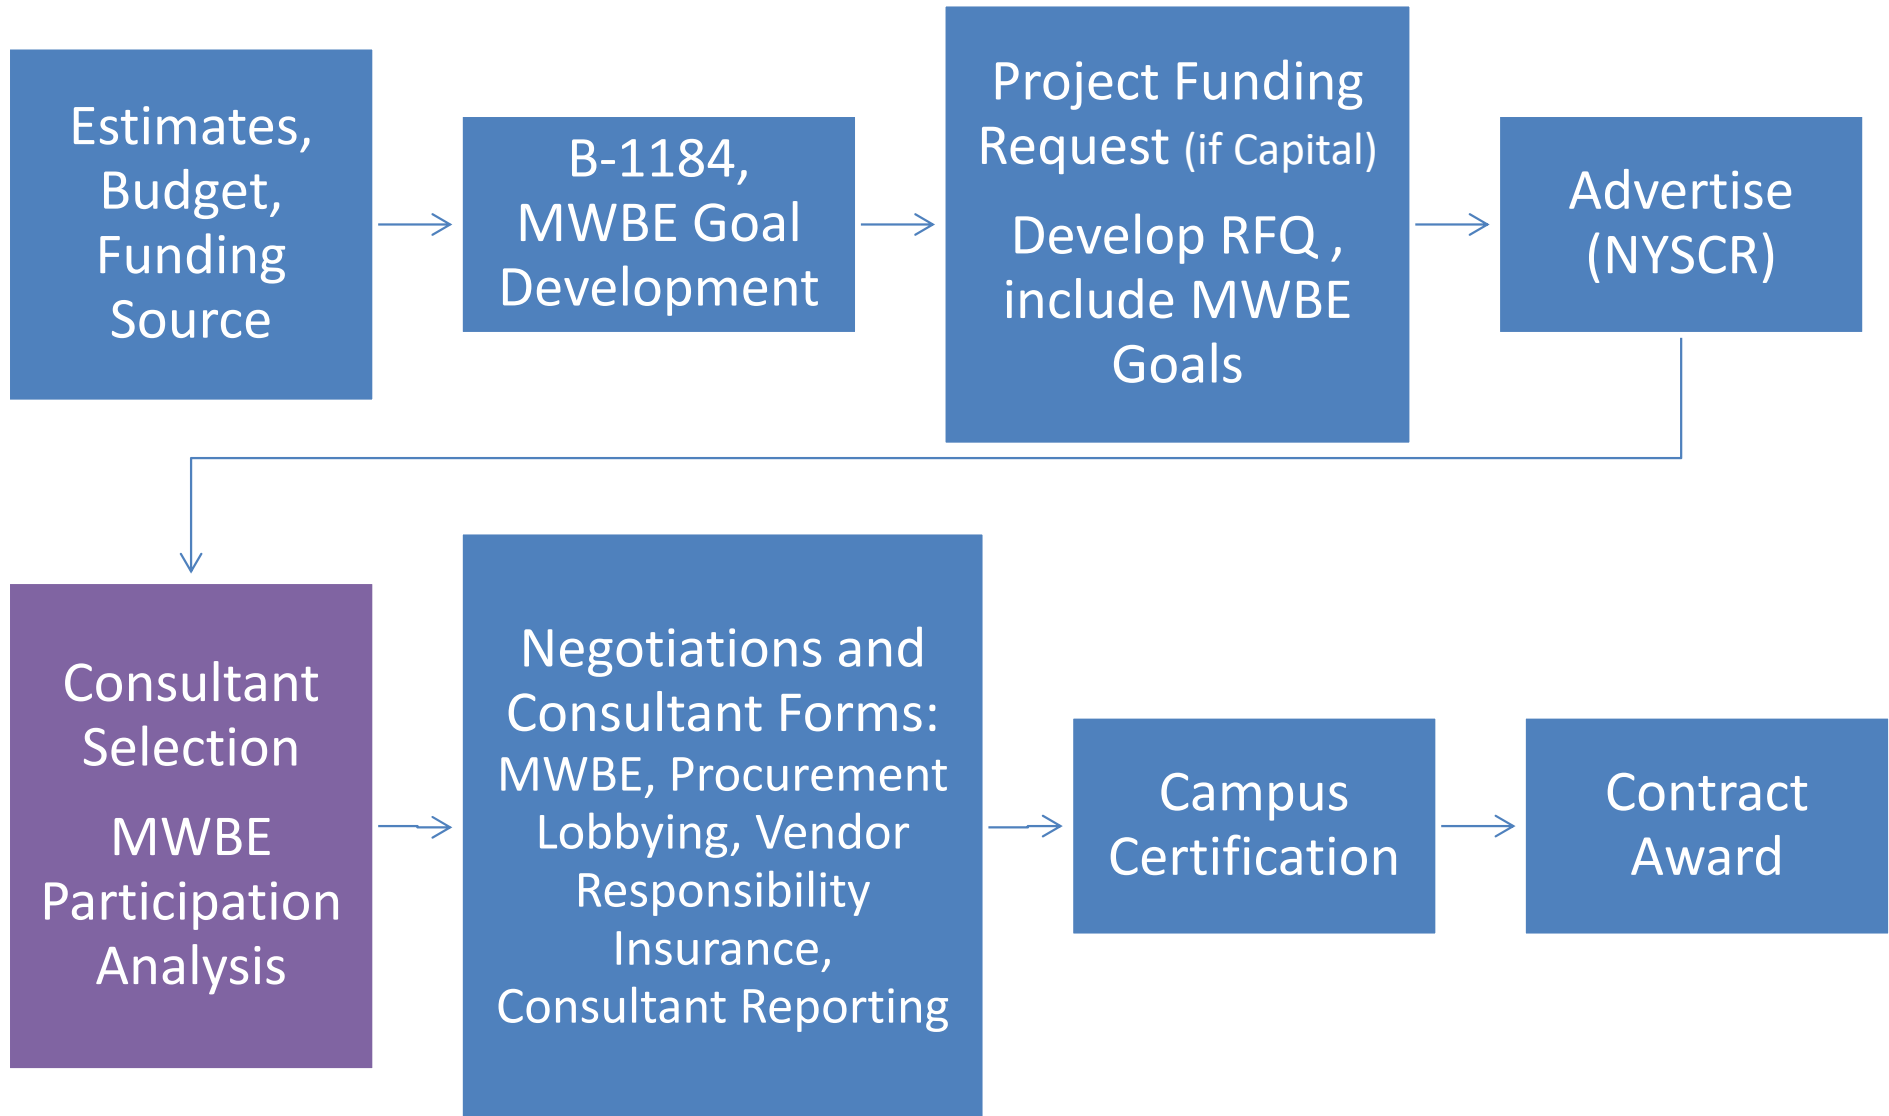 Estimates,
Budget,
Funding
Source
B-1184,
MWBE Goal
Development
Project Funding
Request (if Capital)
Develop RFQ ,
include MWBE
Goals
Advertise
(NYSCR)
Consultant
Selection
MWBE
Participation
Analysis
Negotiations and
Consultant Forms:
MWBE, Procurement
Lobbying, Vendor
Responsibility
Insurance,
Consultant Reporting
Campus
Certification
Contract
Award